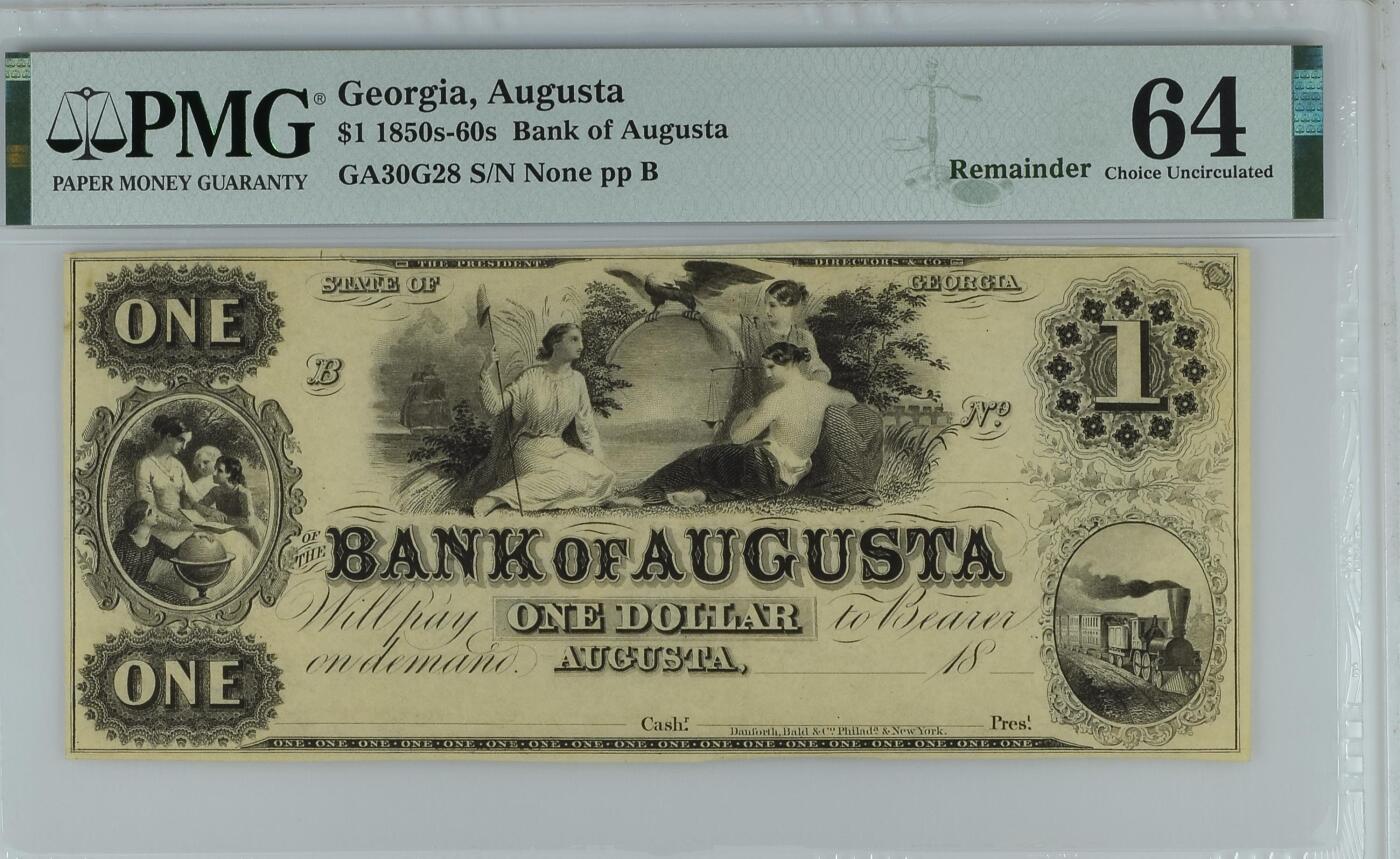 PMG®
PAPER MONEY GUARANTY
Georgia, Augusta
$1 1850s-60s Bank of Augusta
GA30G28 S/N None pp B
Remainder
64
Choice Uncirculated
THE PRESIDENT.
DIRECTORS & CO.
ONE
STATE OF
GEORGIA
1
B
No
OF THE
BANK OF AUGUSTA
Will pay ONE DOLLAR to Bearer
on demand. AUGUSTA, 18
ONE
Cashr.
Danforth, Bald & Co. Philada. & New York.
Prest.
ONE · ONE · ONE · ONE · ONE · ONE · ONE · ONE · ONE · ONE · ONE · ONE · ONE · ONE · ONE · ONE · ONE · ONE